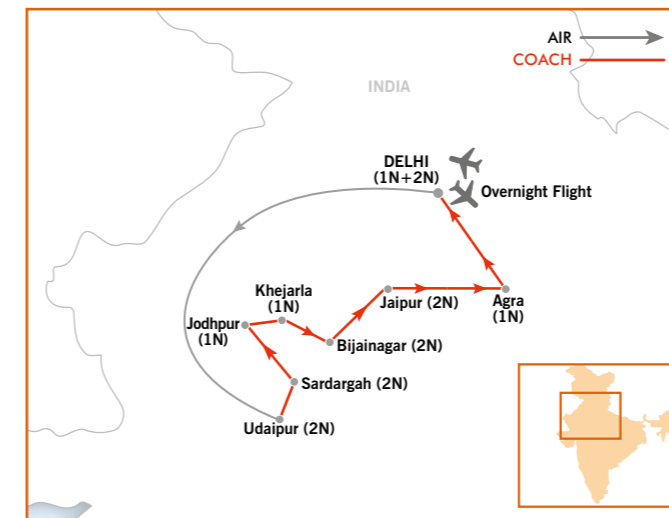 AIR
COACH
INDIA
DELHI
(1N+2N)
Overnight Flight
Khejarla
(1N)
Jaipur (2N)
Agra
(1N)
Jodhpur
(1N)
Bijainagar (2N)
Sardargah (2N)
Udaipur (2N)